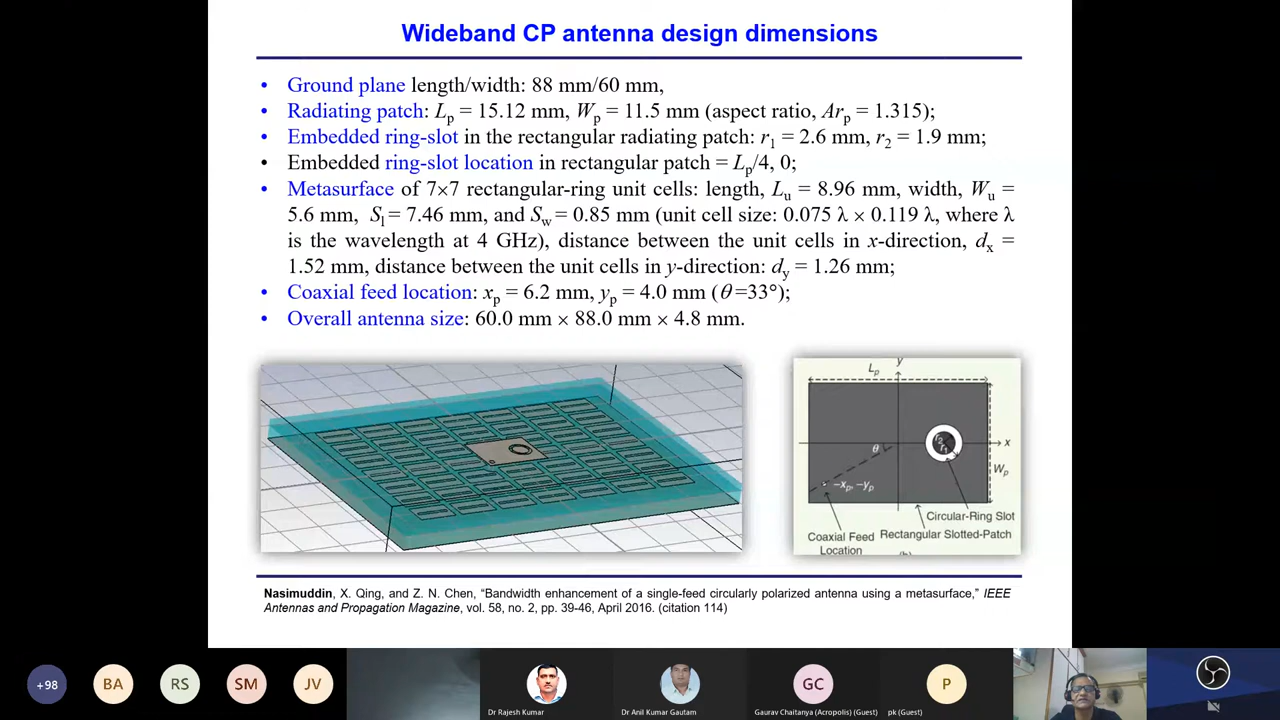 Wideband CP antenna design dimensions
• Ground plane length/width: 88 mm/60 mm,
• Radiating patch: Lp = 15.12 mm, Wp = 11.5 mm (aspect ratio, Arp = 1.315);
• Embedded ring-slot in the rectangular radiating patch: r1 = 2.6 mm, r2 = 1.9 mm;
• Embedded ring-slot location in rectangular patch = Lp/4, 0;
• Metasurface of 7×7 rectangular-ring unit cells: length, Lu = 8.96 mm, width, Wu =
5.6 mm, Sl = 7.46 mm, and Sw = 0.85 mm (unit cell size: 0.075 λ × 0.119 λ, where λ
is the wavelength at 4 GHz), distance between the unit cells in x-direction, dx =
1.52 mm, distance between the unit cells in y-direction: dy = 1.26 mm;
• Coaxial feed location: xp = 6.2 mm, yp = 4.0 mm (θ =33°);
• Overall antenna size: 60.0 mm × 88.0 mm × 4.8 mm.
y
Lp
r2
r1
x
θ
Wp
−xp, −yp
Circular-Ring Slot
Coaxial Feed
Location
Rectangular Slotted-Patch
Nasimuddin, X. Qing, and Z. N. Chen, “Bandwidth enhancement of a single-feed circularly polarized antenna using a metasurface,” IEEE
Antennas and Propagation Magazine, vol. 58, no. 2, pp. 39-46, April 2016. (citation 114)
+98
BA
RS
SM
JV
GC
P
Dr Rajesh Kumar
Dr Anil Kumar Gautam
Gaurav Chaitanya (Acropolis) (Guest)
pk (Guest)